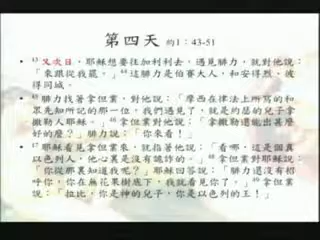 第四天 約1：43-51
• 43 又次日，耶穌想要往加利利去，遇見腓力，就對他說：
「來跟從我罷。」44 這腓力是伯賽大人，和安得烈、彼
得同城。
• 45 腓力找著拿但業，對他說：「摩西在律法上所寫的和
眾先知所記的那一位，我們遇見了，就是約瑟的兒子拿
撒勒人耶穌。」46 拿但業對他說：「拿撒勒還能出甚麼
好的麼？」腓力說：「你來看！」
• 47 耶穌看見拿但業來，就指著他說：「看哪，這是個真
以色列人，他心裏是沒有詭詐的。」48 拿但業對耶穌說：
「你從那裏知道我呢？」耶穌回答說：「腓力還沒有招
呼你，你在無花果樹底下，我就看見你了。」49 拿但業
說：「拉比，你是神的兒子，你是以色列的王！」